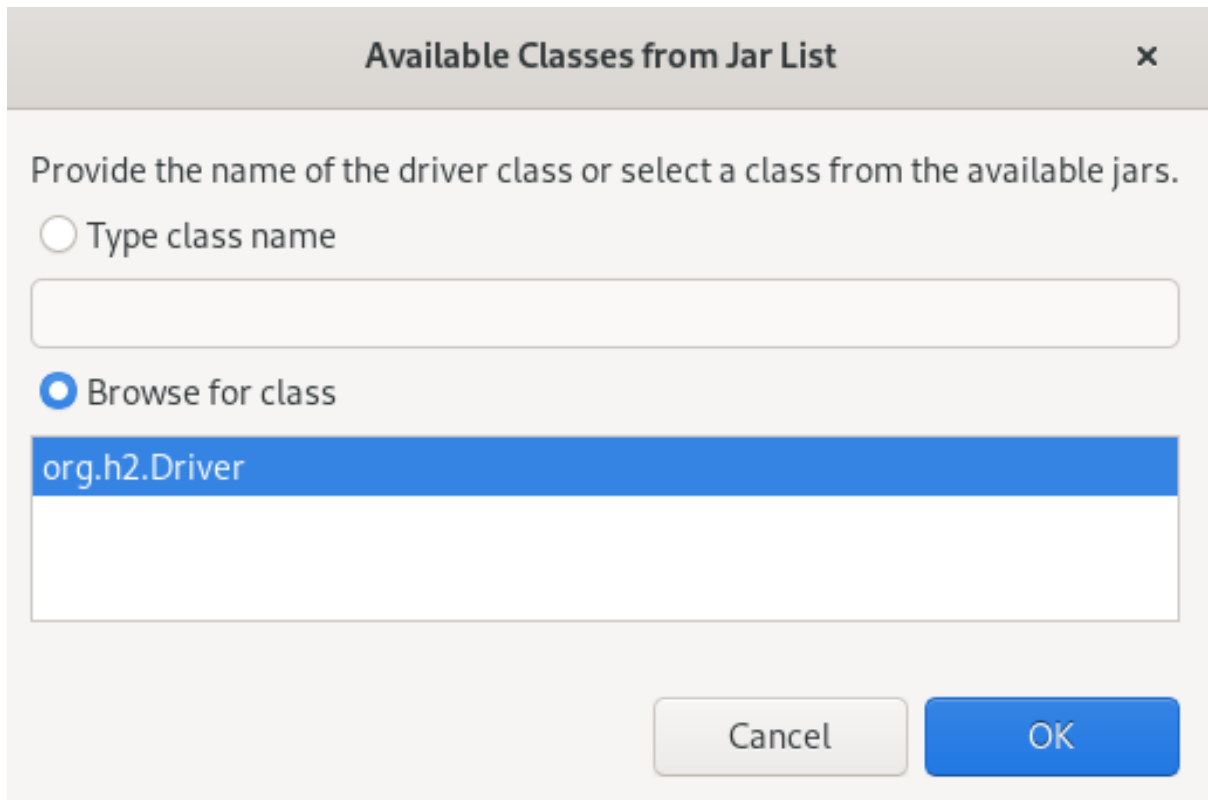 Available Classes from Jar List
Provide the name of the driver class or select a class from the available jars.
Type class name
Browse for class
org.h2.Driver
Cancel
OK